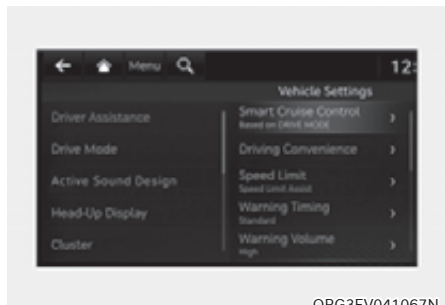 Menu 12:
Vehicle Settings
Driver Assistance
Drive Mode
Active Sound Design
Head-Up Display
Cluster
Smart Cruise Control
Based on DRIVE MODE
Driving Convenience
Speed Limit
Speed Limit Assist
Warning Timing
Standard
Warning Volume
High